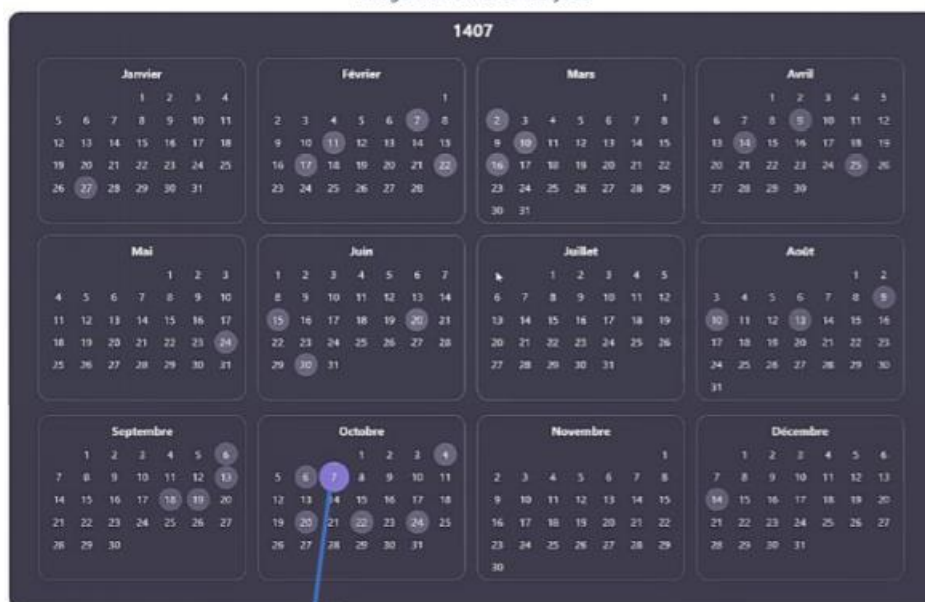 1407
Janvier
1 2 3 4
5 6 7 8 9 10 11
12 13 14 15 16 17 18
19 20 21 22 23 24 25
26 27 28 29 30 31
Février
1
2 3 4 5 6 7 8
9 10 11 12 13 14 15
16 17 18 19 20 21 22
23 24 25 26 27 28
Mars
1
2 3 4 5 6 7 8
9 10 11 12 13 14 15
16 17 18 19 20 21 22
23 24 25 26 27 28 29
30 31
Avril
1 2 3 4 5
6 7 8 9 10 11 12
13 14 15 16 17 18 19
20 21 22 23 24 25 26
27 28 29 30
Mai
1 2 3
4 5 6 7 8 9 10
11 12 13 14 15 16 17
18 19 20 21 22 23 24
25 26 27 28 29 30 31
Juin
1 2 3 4 5 6 7
8 9 10 11 12 13 14
15 16 17 18 19 20 21
22 23 24 25 26 27 28
29 30 31
Juillet
1 2 3 4 5
6 7 8 9 10 11 12
13 14 15 16 17 18 19
20 21 22 23 24 25 26
27 28 29 30 31
Août
1 2
3 4 5 6 7 8 9
10 11 12 13 14 15 16
17 18 19 20 21 22 23
24 25 26 27 28 29 30
31
Septembre
1 2 3 4 5 6
7 8 9 10 11 12 13
14 15 16 17 18 19 20
21 22 23 24 25 26 27
28 29 30
Octobre
1 2 3 4
5 6 7 8 9 10 11
12 13 14 15 16 17 18
19 20 21 22 23 24 25
26 27 28 29 30 31
Novembre
1
2 3 4 5 6 7 8
9 10 11 12 13 14 15
16 17 18 19 20 21 22
23 24 25 26 27 28 29
30
Décembre
1 2 3 4 5 6
7 8 9 10 11 12 13
14 15 16 17 18 19 20
21 22 23 24 25 26 27
28 29 30 31